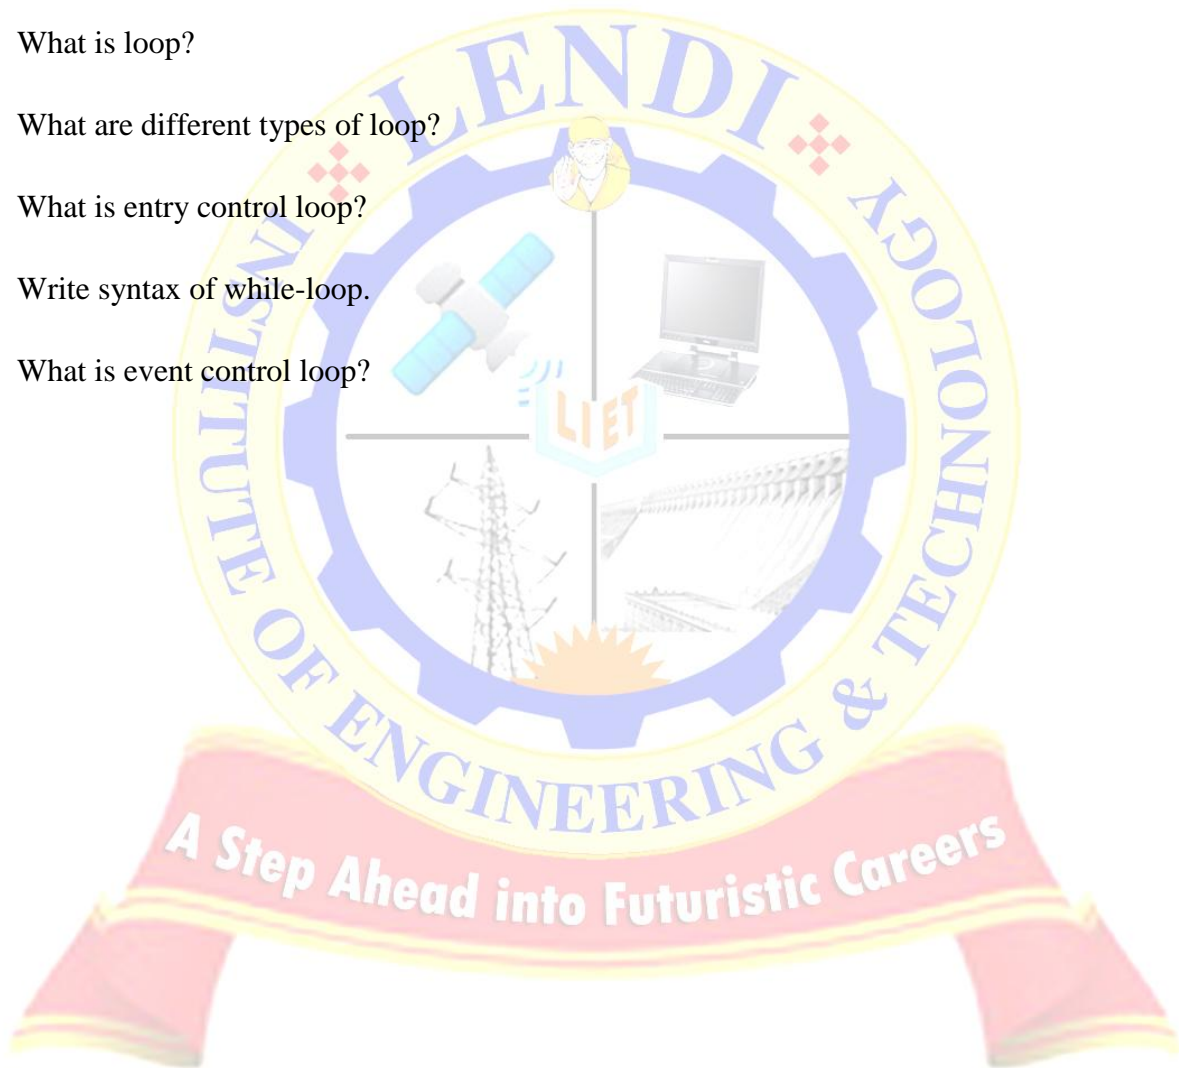 What is loop?
What are different types of loop?
What is entry control loop?
Write syntax of while-loop.
What is event control loop?
LENDI INSTITUTE OF ENGINEERING & TECHNOLOGY
LIET
A Step Ahead into Futuristic Careers